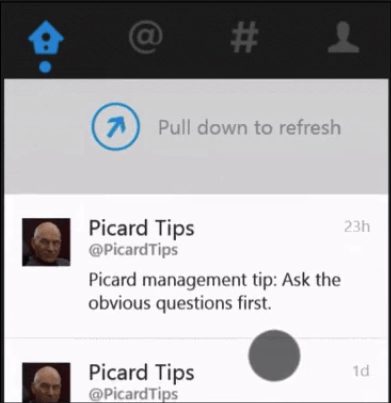 @ #
Pull down to refresh
Picard Tips 23h
@PicardTips
Picard management tip: Ask the
obvious questions first.
Picard Tips 1d
@PicardTips